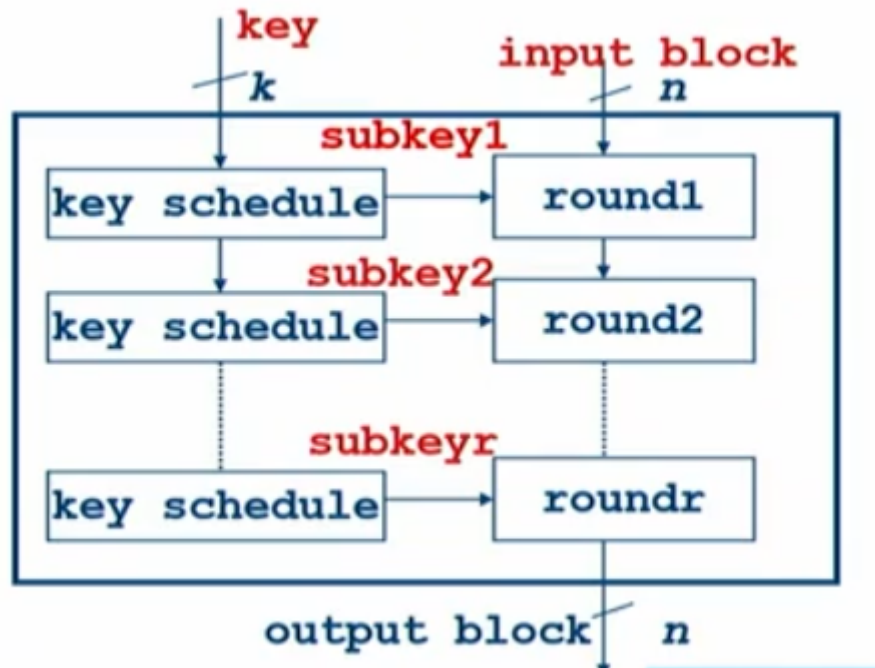 key
input block
k
n
subkey1
key schedule
round1
subkey2
key schedule
round2
subkeyr
key schedule
roundr
output block
n